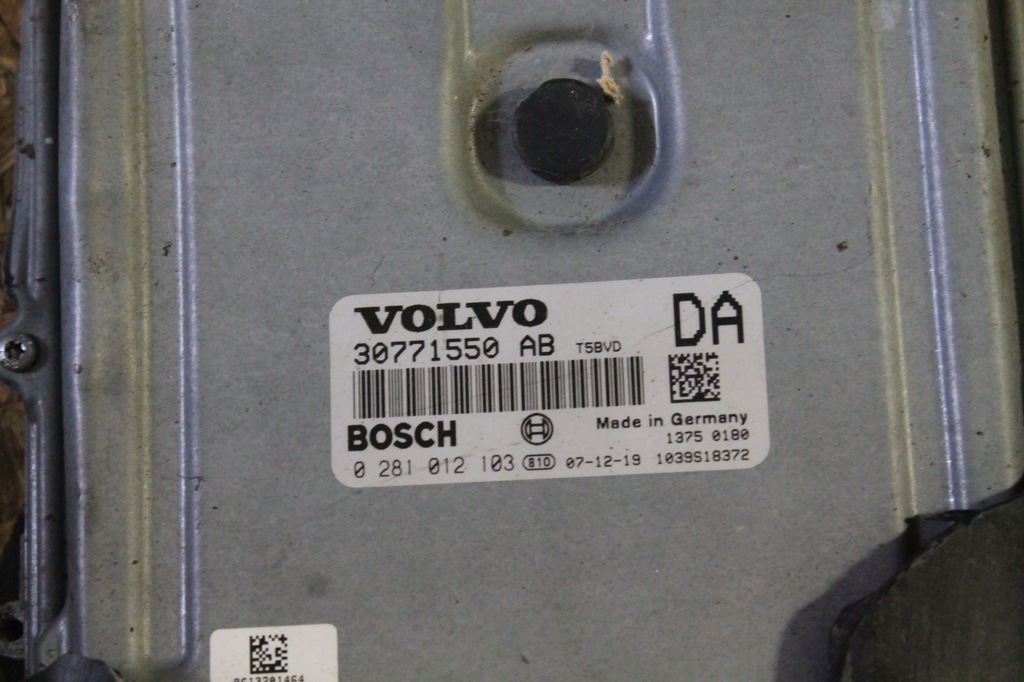 VOLVO
DA
30771550 AB T5BVD
BOSCH Made in Germany
1375 0180
0 281 012 103 810 07-12-19 1039S18372